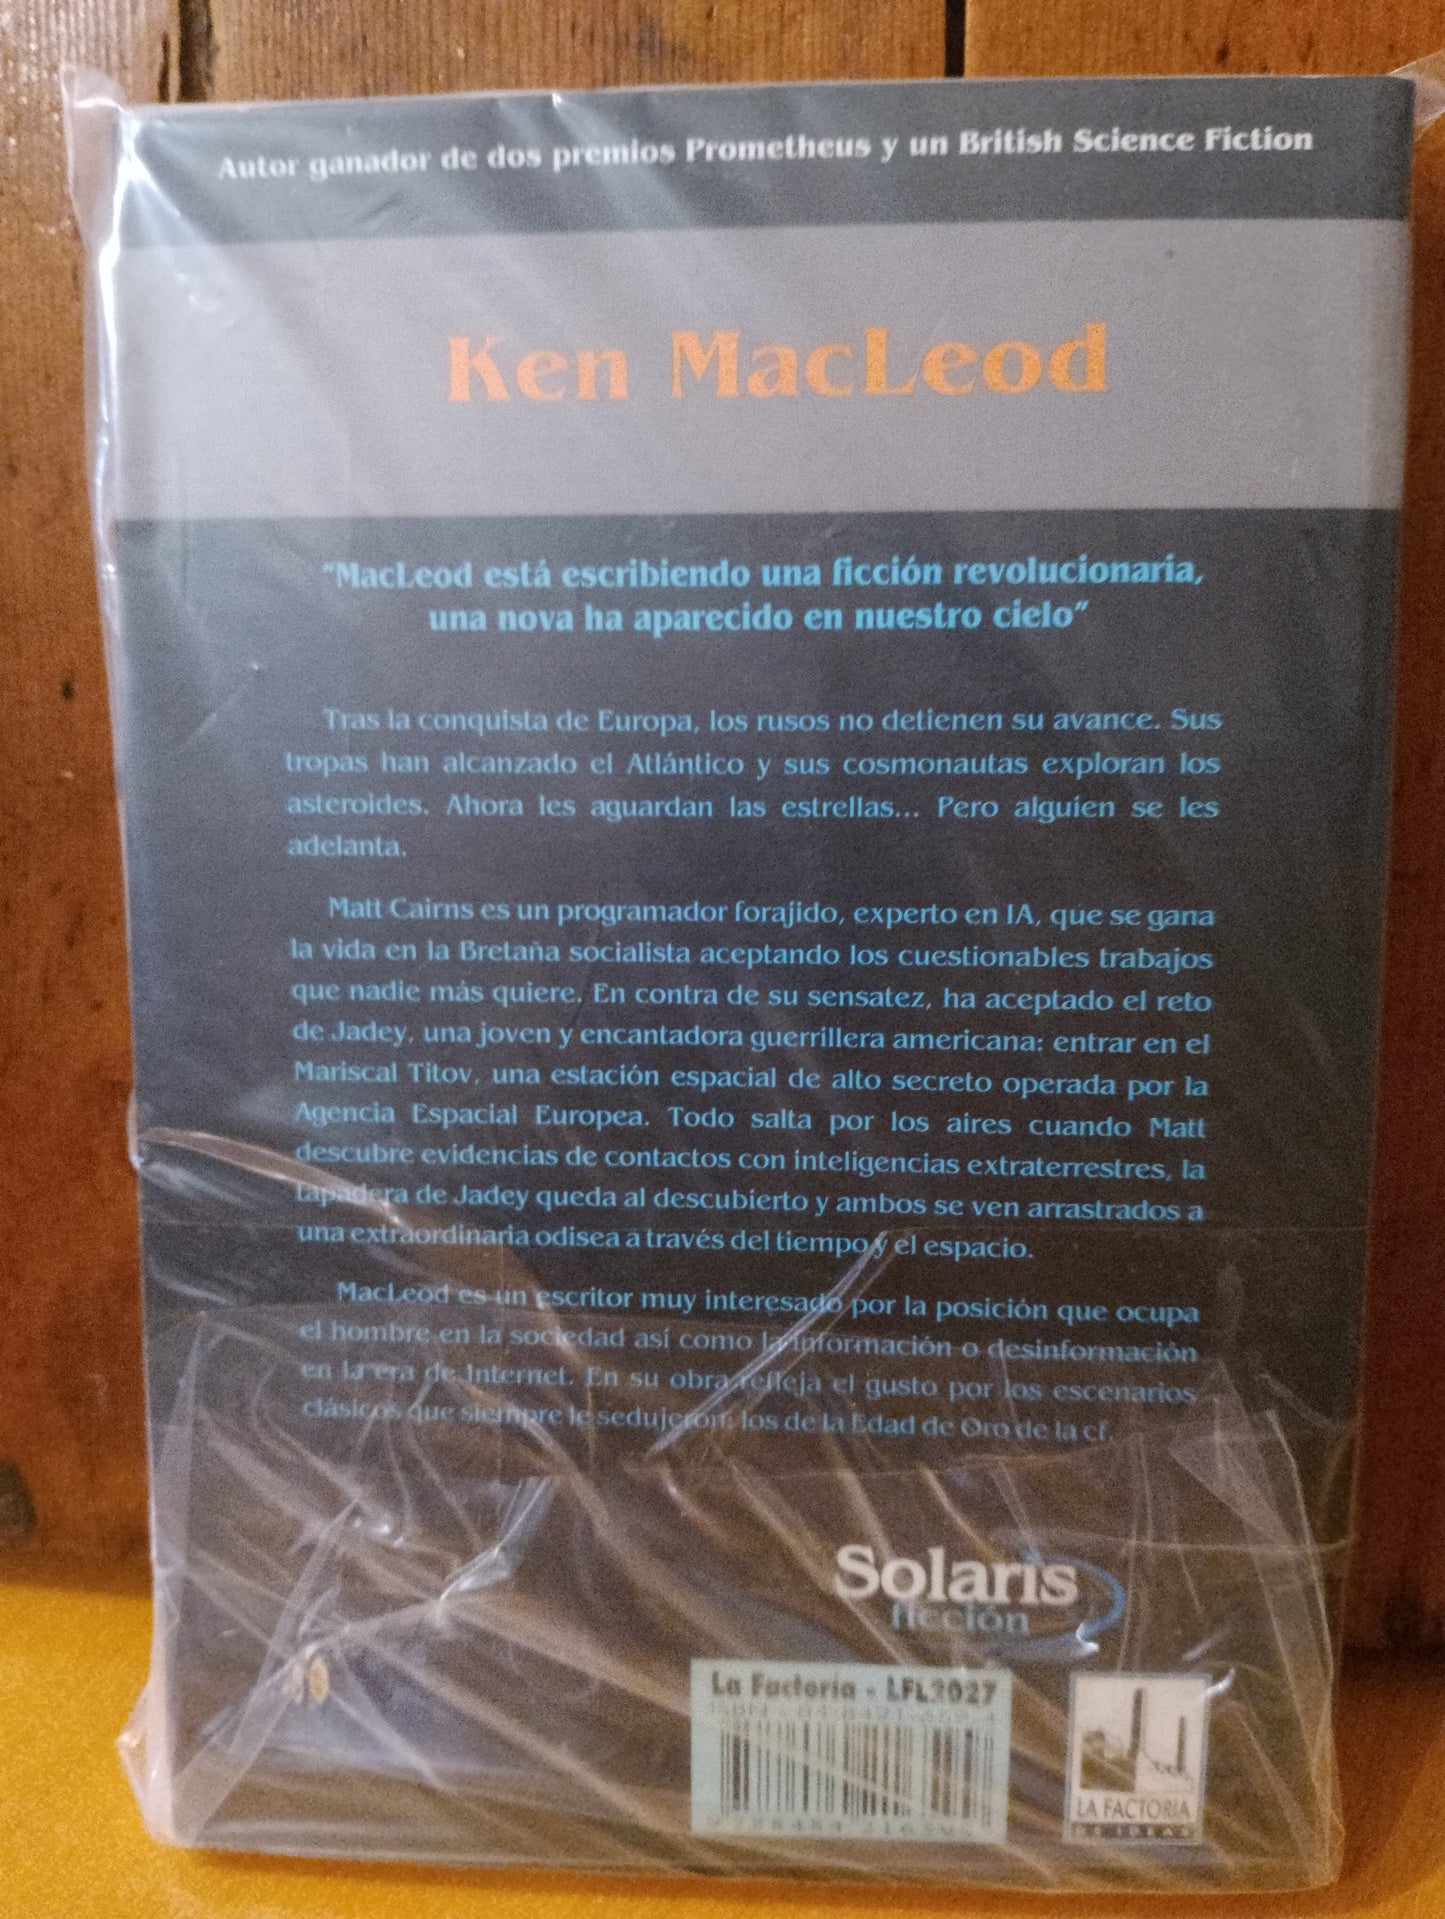 Autor ganador de dos premios Prometheus y un British Science Fiction
Ken MacLeod
"MacLeod está escribiendo una ficción revolucionaria,
una nova ha aparecido en nuestro cielo"
Tras la conquista de Europa, los rusos no detienen su avance. Sus
tropas han alcanzado el Atlántico y sus cosmonautas exploran los
asteroides. Ahora les aguardan las estrellas... Pero alguien se les
adelanta.
Matt Cairns es un programador forajido, experto en IA, que se gana
la vida en la Bretaña socialista aceptando los cuestionables trabajos
que nadie más quiere. En contra de su sensatez, ha aceptado el reto
de Jadey, una joven y encantadora guerrillera americana: entrar en el
Mariscal Titov, una estación espacial de alto secreto operada por la
Agencia Espacial Europea. Todo salta por los aires cuando Matt
descubre evidencias de contactos con inteligencias extraterrestres, la
tapadera de Jadey queda al descubierto y ambos se ven arrastrados a
una extraordinaria odisea a través del tiempo y el espacio.
MacLeod es un escritor muy interesado por la posición que ocupa
el hombre en la sociedad así como la información o desinformación
en la era de Internet. En su obra refleja el gusto por los escenarios
clásicos que siempre le sedujeron: los de la Edad de Oro de la cf.
Solaris
ficción
La Factoria - LFL2027
LA FACTORIA
DE IDEAS